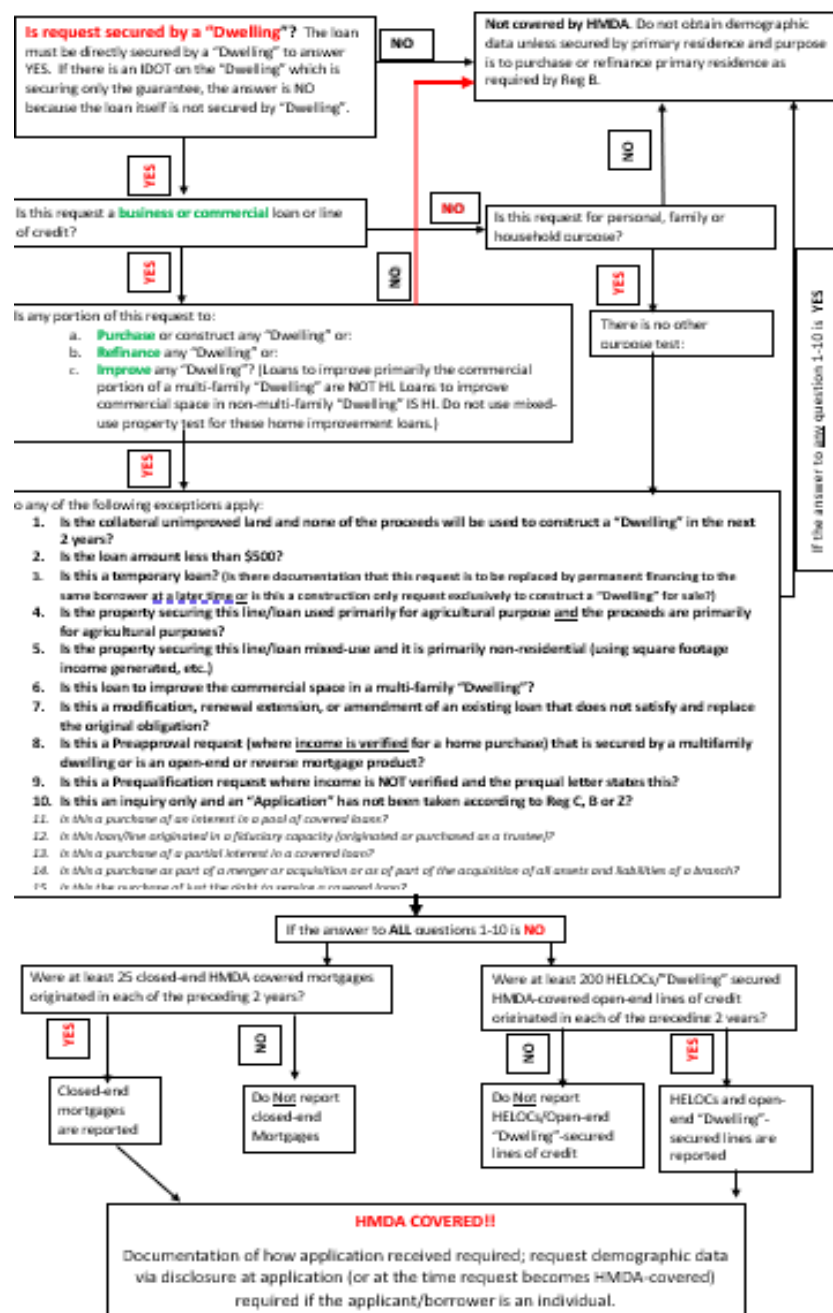 Is request secured by a “Dwelling”? The loan
must be directly secured by a “Dwelling” to answer
YES. If there is an IDOT on the “Dwelling” which is
securing only the guarantee, the answer is NO
because the loan itself is not secured by “Dwelling”.
NO
Not covered by HMDA. Do not obtain demographic
data unless secured by primary residence and purpose
is to purchase or refinance primary residence as
required by Reg B.
YES
NO
Is this request a business or commercial loan or line
of credit?
NO
Is this request for personal, family or
household purpose?
YES
NO
YES
If the answer to any question 1-10 is YES
Is any portion of this request to:
a. Purchase or construct any “Dwelling” or:
b. Refinance any “Dwelling” or:
c. Improve any “Dwelling”? (Loans to improve primarily the commercial
portion of a multi-family “Dwelling” are NOT HI. Loans to improve
commercial space in non-multi-family “Dwelling” IS HI. Do not use mixed-
use property test for these home improvement loans.)
There is no other
purpose test:
YES
o any of the following exceptions apply:
1. Is the collateral unimproved land and none of the proceeds will be used to construct a “Dwelling” in the next
2 years?
2. Is the loan amount less than $500?
3. Is this a temporary loan? (Is there documentation that this request is to be replaced by permanent financing to the
same borrower at a later time or is this a construction only request exclusively to construct a “Dwelling” for sale?)
4. Is the property securing this line/loan used primarily for agricultural purpose and the proceeds are primarily
for agricultural purposes?
5. Is the property securing this line/loan mixed-use and it is primarily non-residential (using square footage
income generated, etc.)
6. Is this loan to improve the commercial space in a multi-family “Dwelling”?
7. Is this a modification, renewal extension, or amendment of an existing loan that does not satisfy and replace
the original obligation?
8. Is this a Preapproval request (where income is verified for a home purchase) that is secured by a multifamily
dwelling or is an open-end or reverse mortgage product?
9. Is this a Prequalification request where income is NOT verified and the prequal letter states this?
10. Is this an inquiry only and an “Application” has not been taken according to Reg C, B or Z?
11. Is this a purchase of an interest in a pool of covered loans?
12. Is this loan/line originated in a fiduciary capacity (originated or purchased as a trustee)?
13. Is this a purchase of a partial interest in a covered loan?
14. Is this a purchase as part of a merger or acquisition or as of part of the acquisition of all assets and liabilities of a branch?
15. Is this the purchase of just the right to service a covered loan?
If the answer to ALL questions 1-10 is NO
Were at least 25 closed-end HMDA covered mortgages
originated in each of the preceding 2 years?
Were at least 200 HELOCs/“Dwelling” secured
HMDA-covered open-end lines of credit
originated in each of the preceding 2 years?
YES
NO
NO
YES
Closed-end
mortgages
are reported
Do Not report
closed-end
Mortgages
Do Not report
HELOCs/Open-end
“Dwelling”-secured
lines of credit
HELOCs and open-
end “Dwelling”-
secured lines are
reported
HMDA COVERED!!
Documentation of how application received required; request demographic data
via disclosure at application (or at the time request becomes HMDA-covered)
required if the applicant/borrower is an individual.